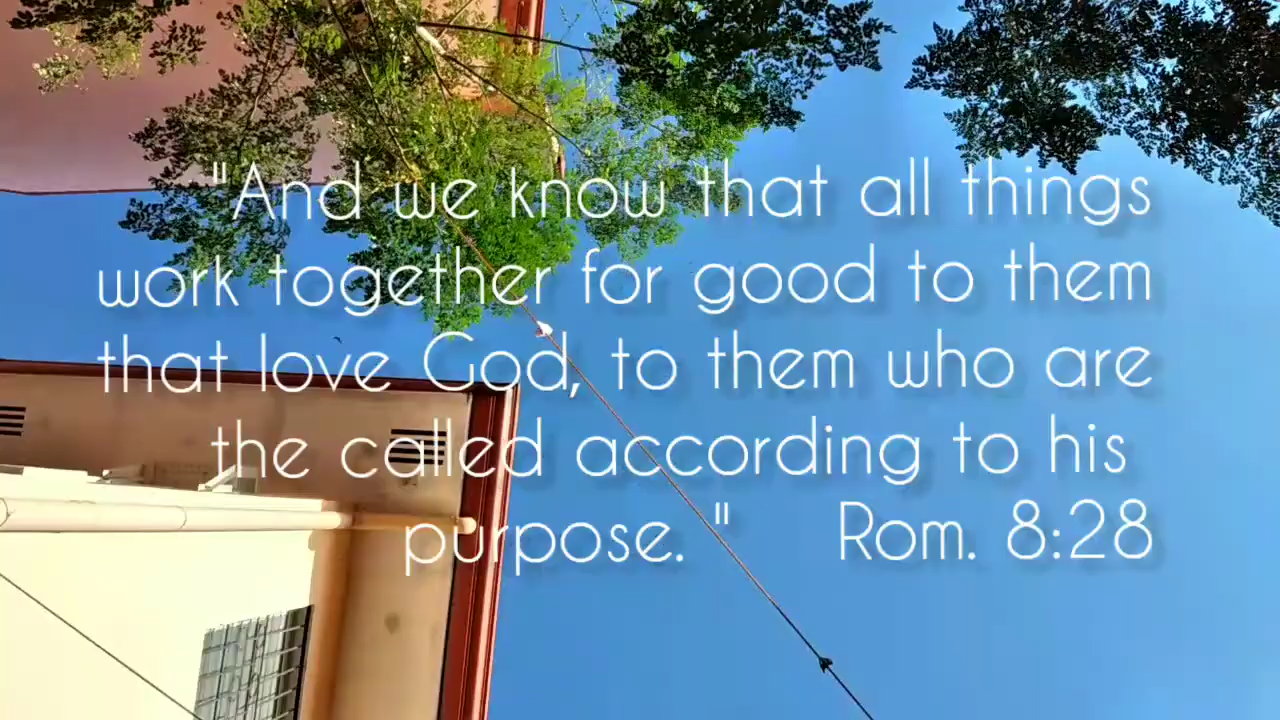 "And we know that all things
work together for good to them
that love God, to them who are
the called according to his
purpose. " Rom. 8:28